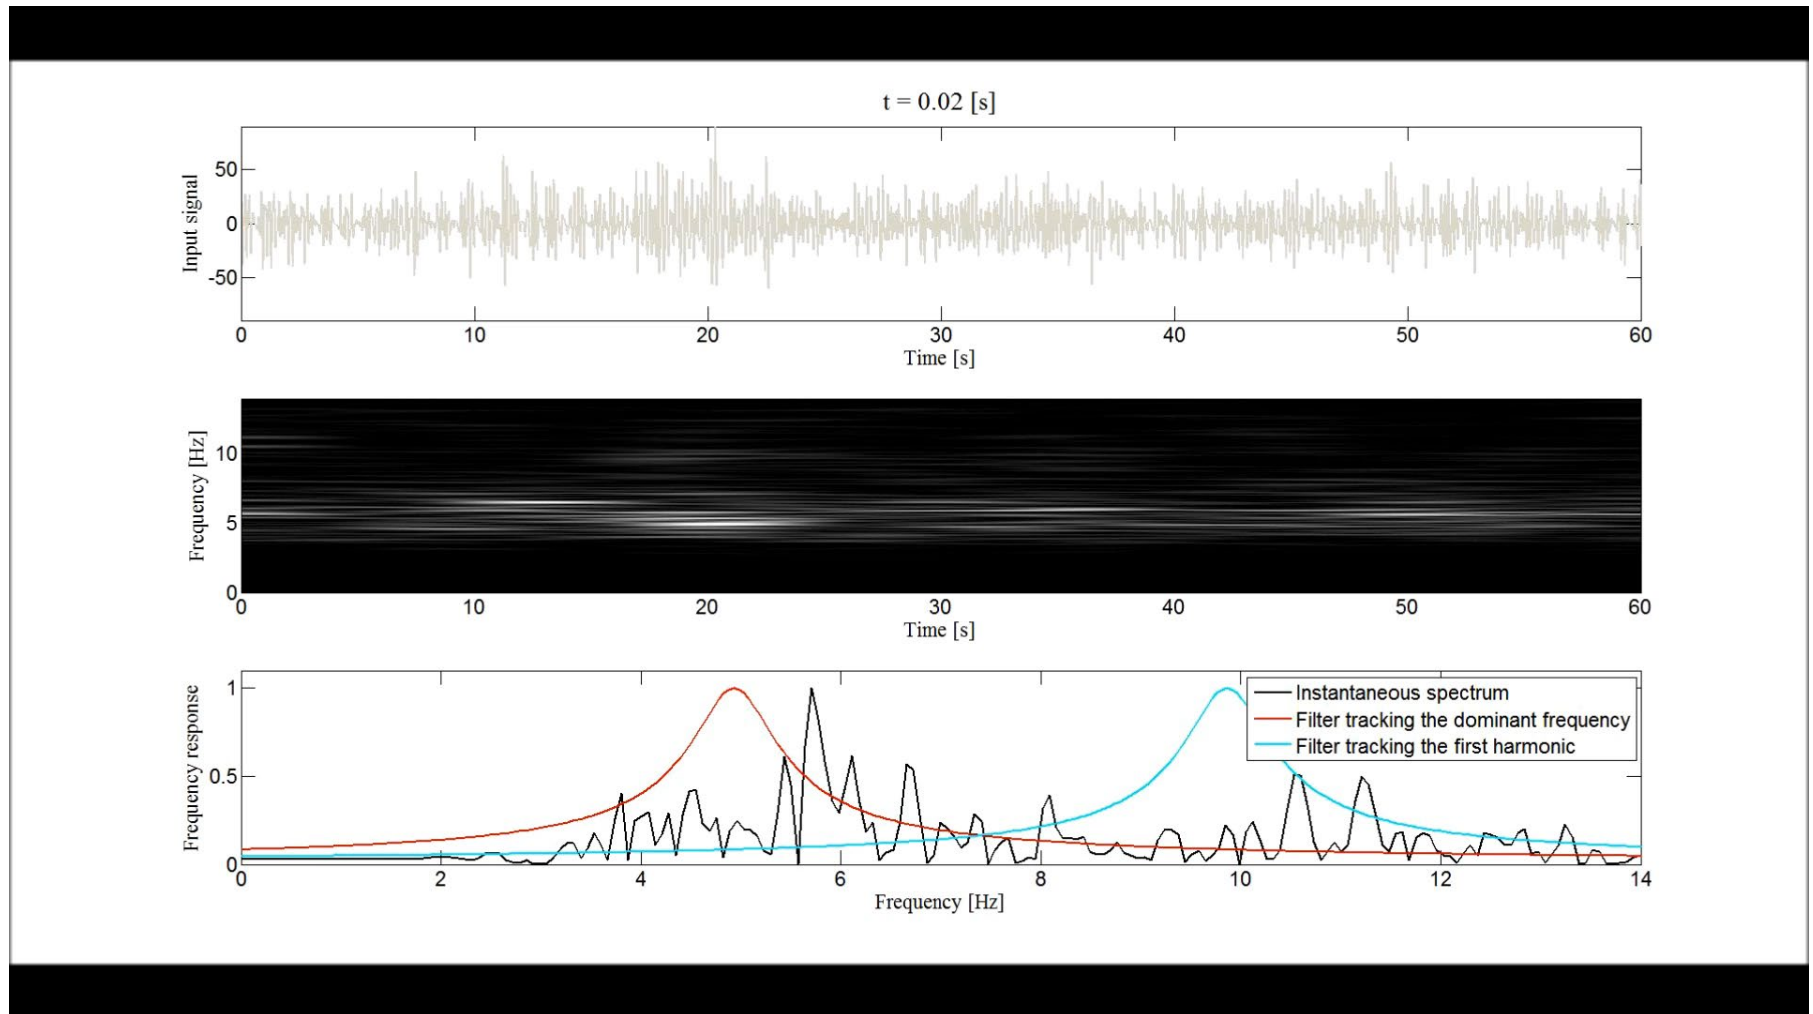 t = 0.02 [s]
Input signal
50
0
-50
0 10 20 30 40 50 60
Time [s]
Frequency [Hz]
10
5
0
0 10 20 30 40 50 60
Time [s]
Frequency response
1
0.5
0
Instantaneous spectrum
Filter tracking the dominant frequency
Filter tracking the first harmonic
0 2 4 6 8 10 12 14
Frequency [Hz]